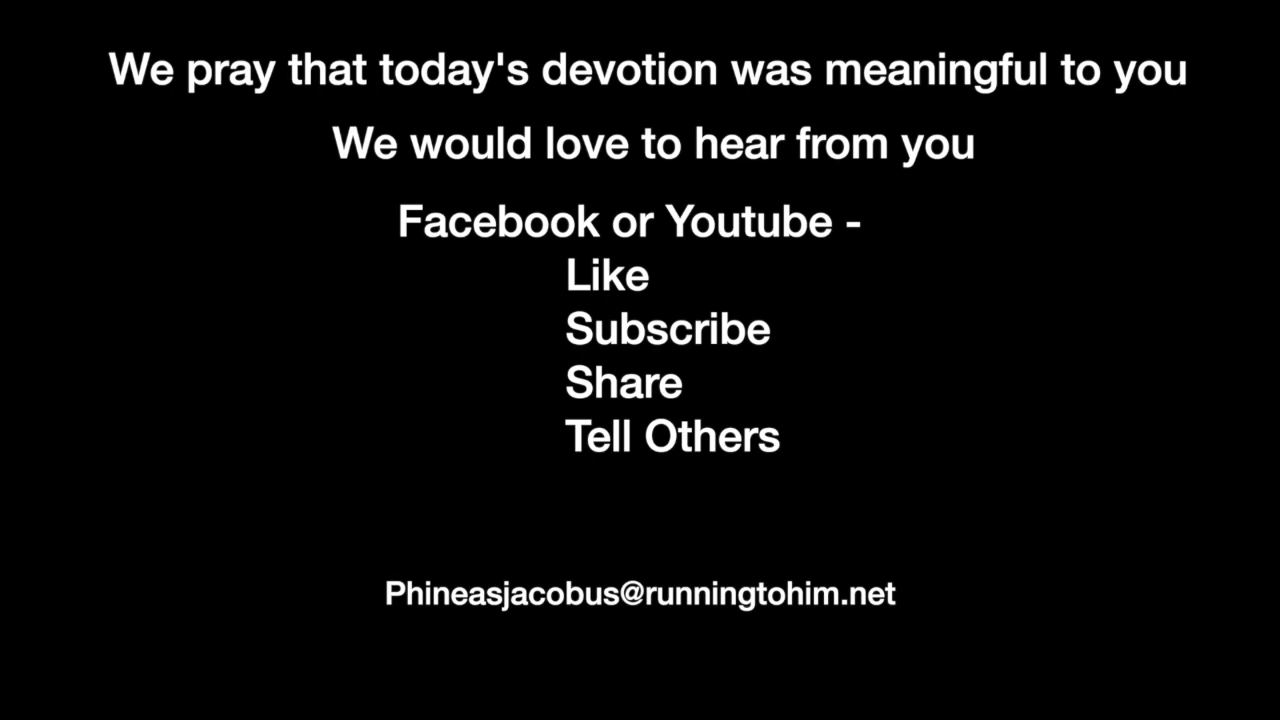 We pray that today's devotion was meaningful to you
We would love to hear from you
Facebook or Youtube -
Like
Subscribe
Share
Tell Others
Phineasjacobus@runningtohim.net